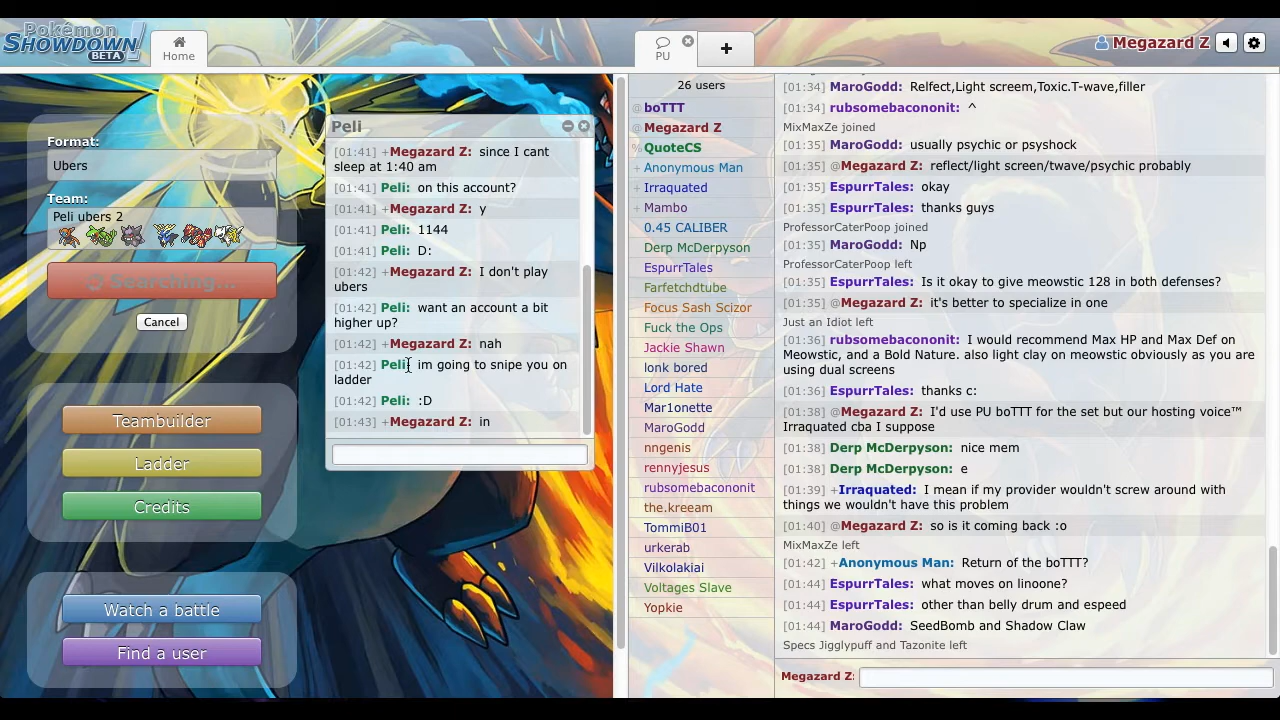 Pokémon
SHOWDOWN!
BETA
Home
PU
+
Megazard Z
Format:
Ubers
Team:
Peli ubers 2
Searching...
Cancel
Teambuilder
Ladder
Credits
Watch a battle
Find a user
Peli
[01:41] +Megazard Z: since I cant
sleep at 1:40 am
[01:41] Peli: on this account?
[01:41] +Megazard Z: y
[01:41] Peli: 1144
[01:41] Peli: D:
[01:42] +Megazard Z: I don't play
ubers
[01:42] Peli: want an account a bit
higher up?
[01:42] +Megazard Z: nah
[01:42] Peli: im going to snipe you on
ladder
[01:42] Peli: :D
[01:43] +Megazard Z: in
26 users
@ boTTT
@ Megazard Z
% QuoteCS
+ Anonymous Man
+ Irraquated
+ Mambo
0.45 CALIBER
Derp McDerpyson
EspurrTales
Farfetchdtube
Focus Sash Scizor
Fuck the Ops
Jackie Shawn
lonk bored
Lord Hate
Mar1onette
MaroGodd
nngenis
rennyjesus
rubsomebacononit
the.kreeam
TommiB01
urkerab
Vilkolakiai
Voltages Slave
Yopkie
[01:34] MaroGodd: Relfect,Light screem,Toxic.T-wave,filler
[01:34] rubsomebacononit: ^
MixMaxZe joined
[01:35] MaroGodd: usually psychic or psyshock
[01:35] @Megazard Z: reflect/light screen/twave/psychic probably
[01:35] EspurrTales: okay
[01:35] EspurrTales: thanks guys
ProfessorCaterPoop joined
[01:35] MaroGodd: Np
ProfessorCaterPoop left
[01:35] EspurrTales: Is it okay to give meowstic 128 in both defenses?
[01:35] @Megazard Z: it's better to specialize in one
Just an Idiot left
[01:36] rubsomebacononit: I would recommend Max HP and Max Def on
Meowstic, and a Bold Nature. also light clay on meowstic obviously as you are
using dual screens
[01:36] EspurrTales: thanks c:
[01:38] @Megazard Z: I'd use PU boTTT for the set but our hosting voice™
Irraquated cba I suppose
[01:38] Derp McDerpyson: nice mem
[01:38] Derp McDerpyson: e
[01:39] +Irraquated: I mean if my provider wouldn't screw around with
things we wouldn't have this problem
[01:40] @Megazard Z: so is it coming back :o
MixMaxZe left
[01:42] +Anonymous Man: Return of the boTTT?
[01:44] EspurrTales: what moves on linoone?
[01:44] EspurrTales: other than belly drum and espeed
[01:44] MaroGodd: SeedBomb and Shadow Claw
Specs Jigglypuff and Tazonite left
Megazard Z: